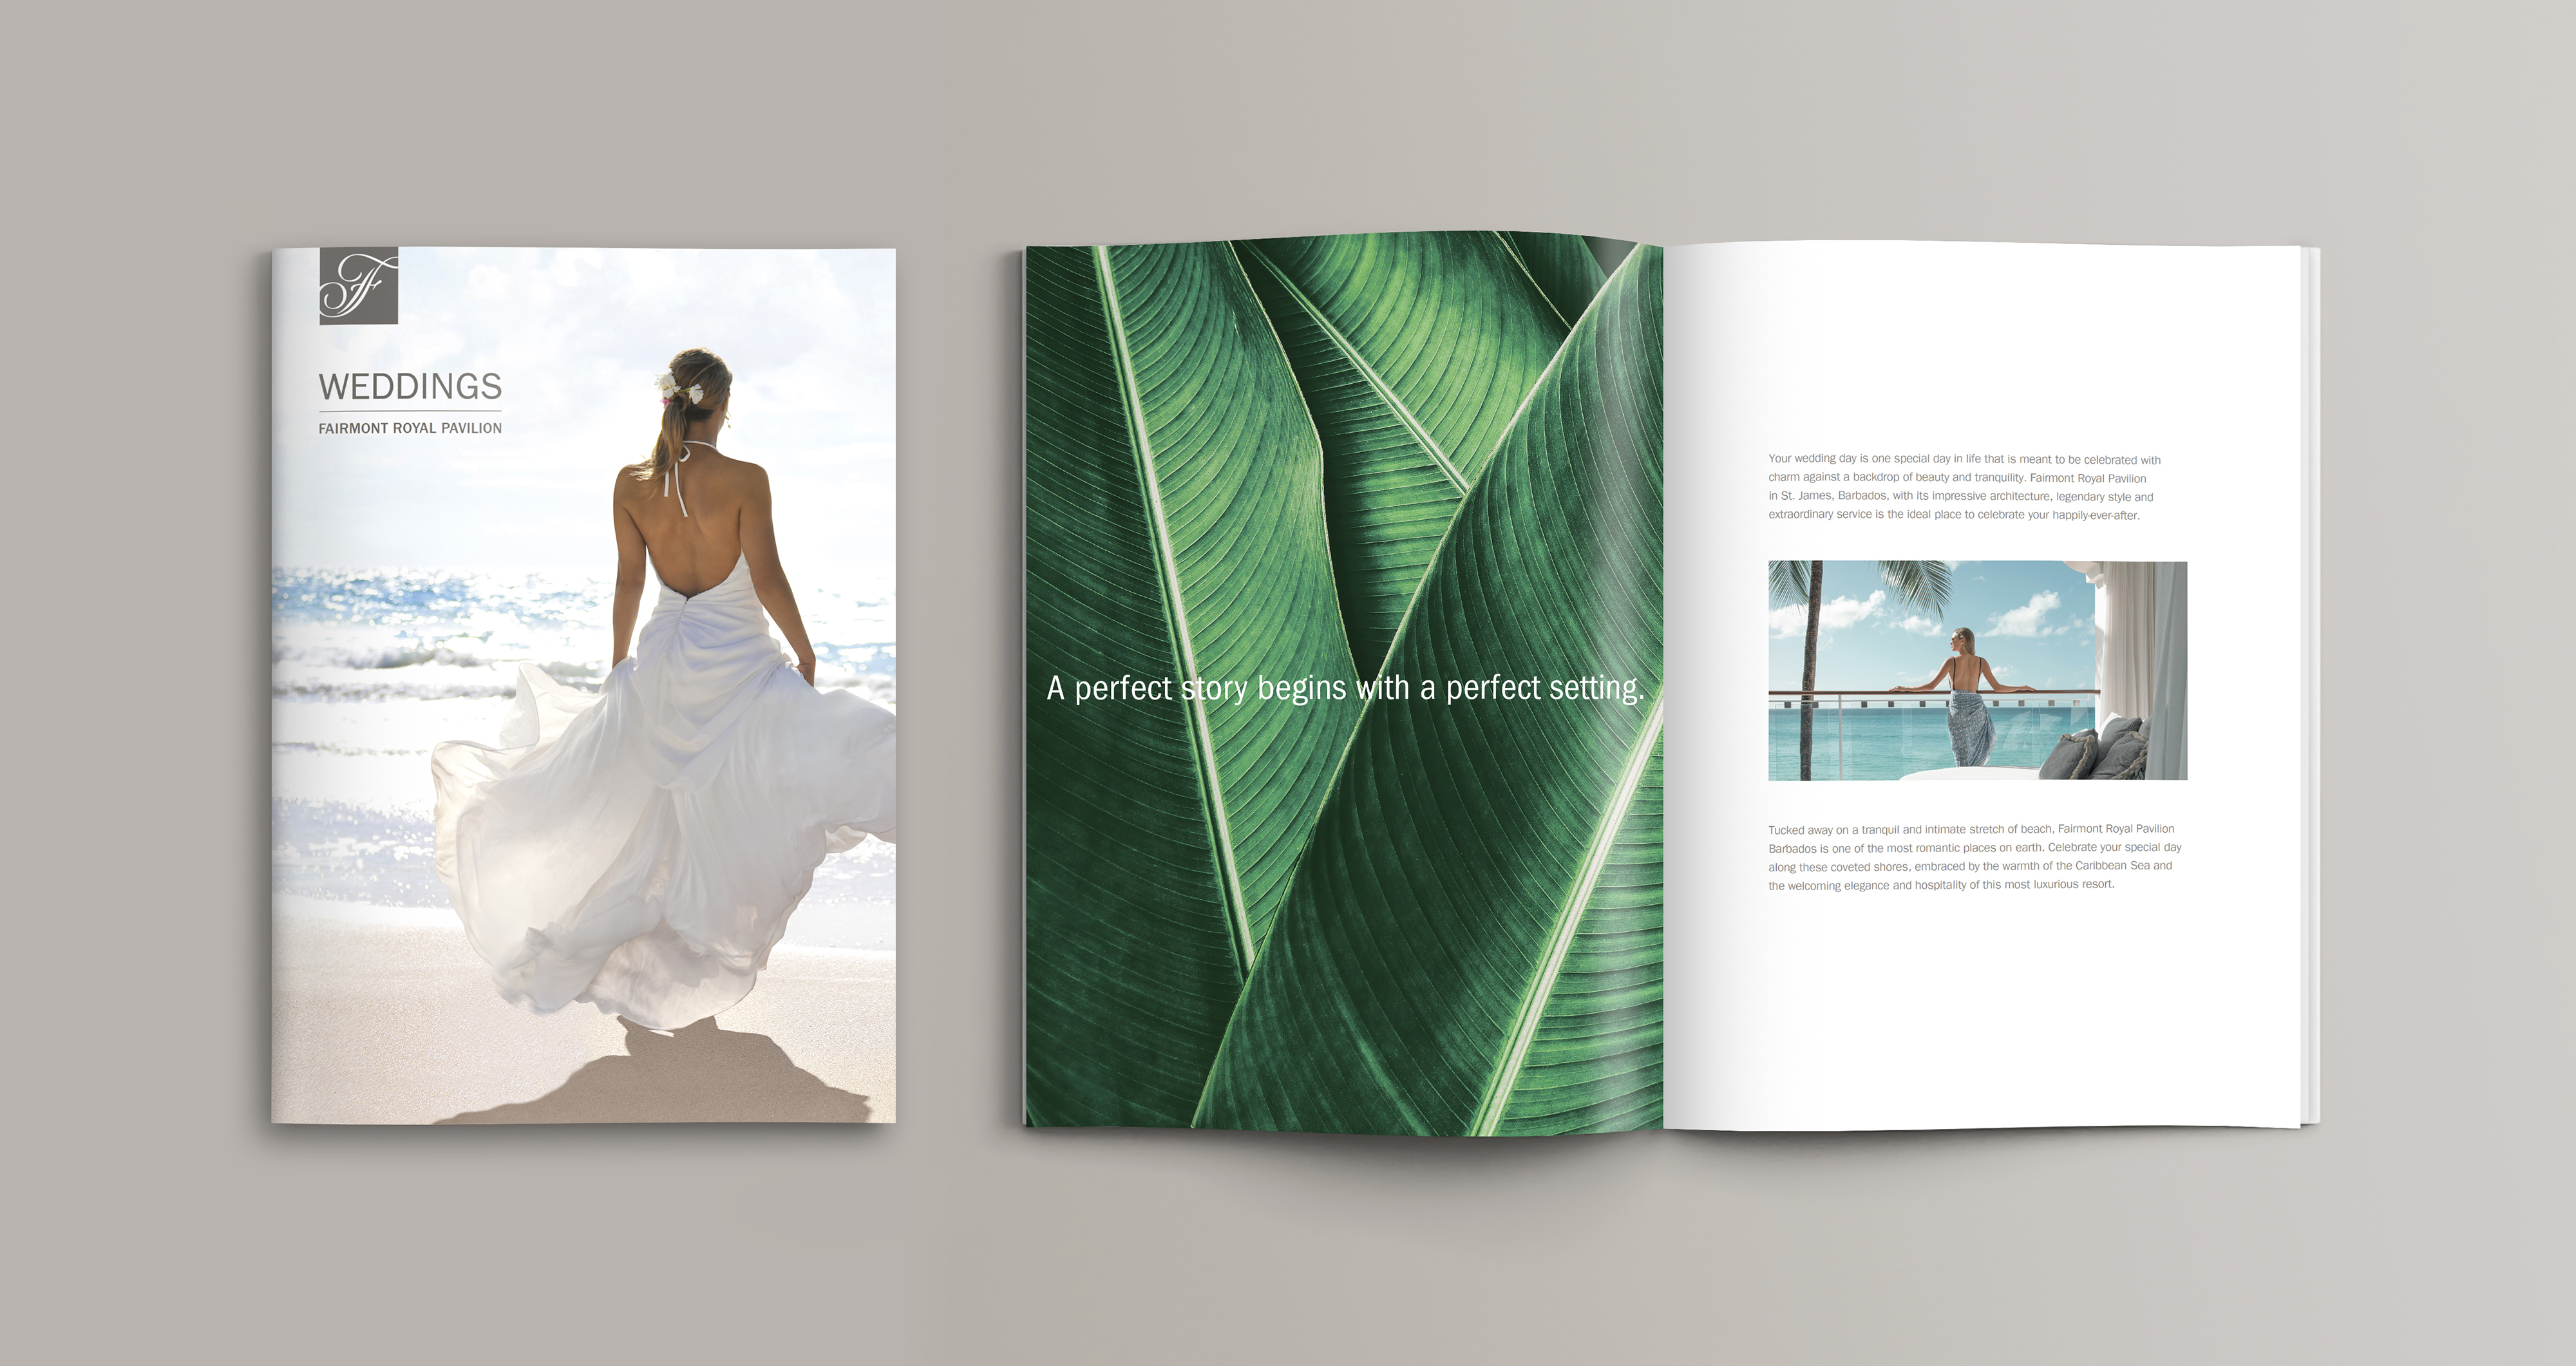 F
WEDDINGS
FAIRMONT ROYAL PAVILION
A perfect story begins with a perfect setting.
Your wedding day is one special day in life that is meant to be celebrated with
charm against a backdrop of beauty and tranquility. Fairmont Royal Pavilion
in St. James, Barbados, with its impressive architecture, legendary style and
extraordinary service is the ideal place to celebrate your happily-ever-after.
Tucked away on a tranquil and intimate stretch of beach, Fairmont Royal Pavilion
Barbados is one of the most romantic places on earth. Celebrate your special day
along these coveted shores, embraced by the warmth of the Caribbean Sea and
the welcoming elegance and hospitality of this most luxurious resort.